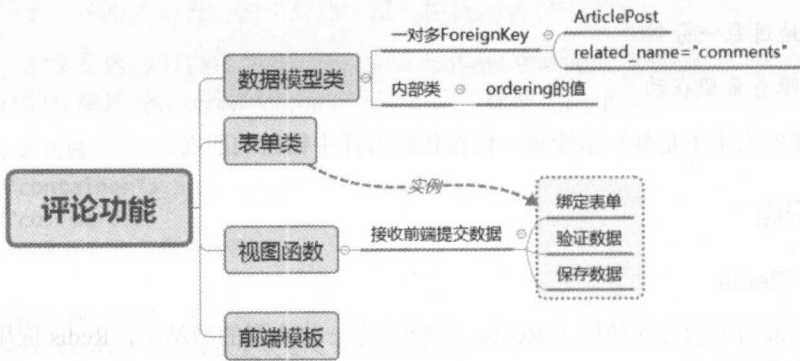 评论功能
数据模型类
一对多ForeignKey
ArticlePost
related_name="comments"
内部类
ordering的值
表单类
实例
视图函数
接收前端提交数据
绑定表单
验证数据
保存数据
前端模板